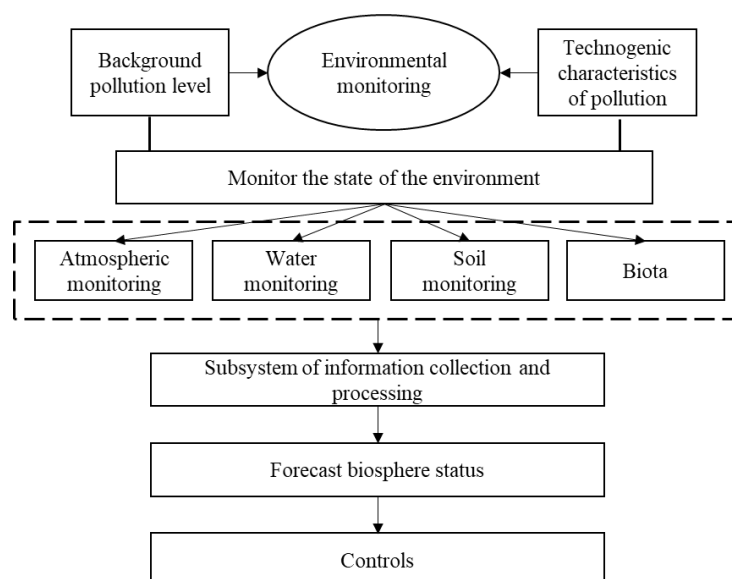 Background
pollution level
Environmental
monitoring
Technogenic
characteristics
of pollution
Monitor the state of the environment
Atmospheric
monitoring
Water
monitoring
Soil
monitoring
Biota
Subsystem of information collection and
processing
Forecast biosphere status
Controls